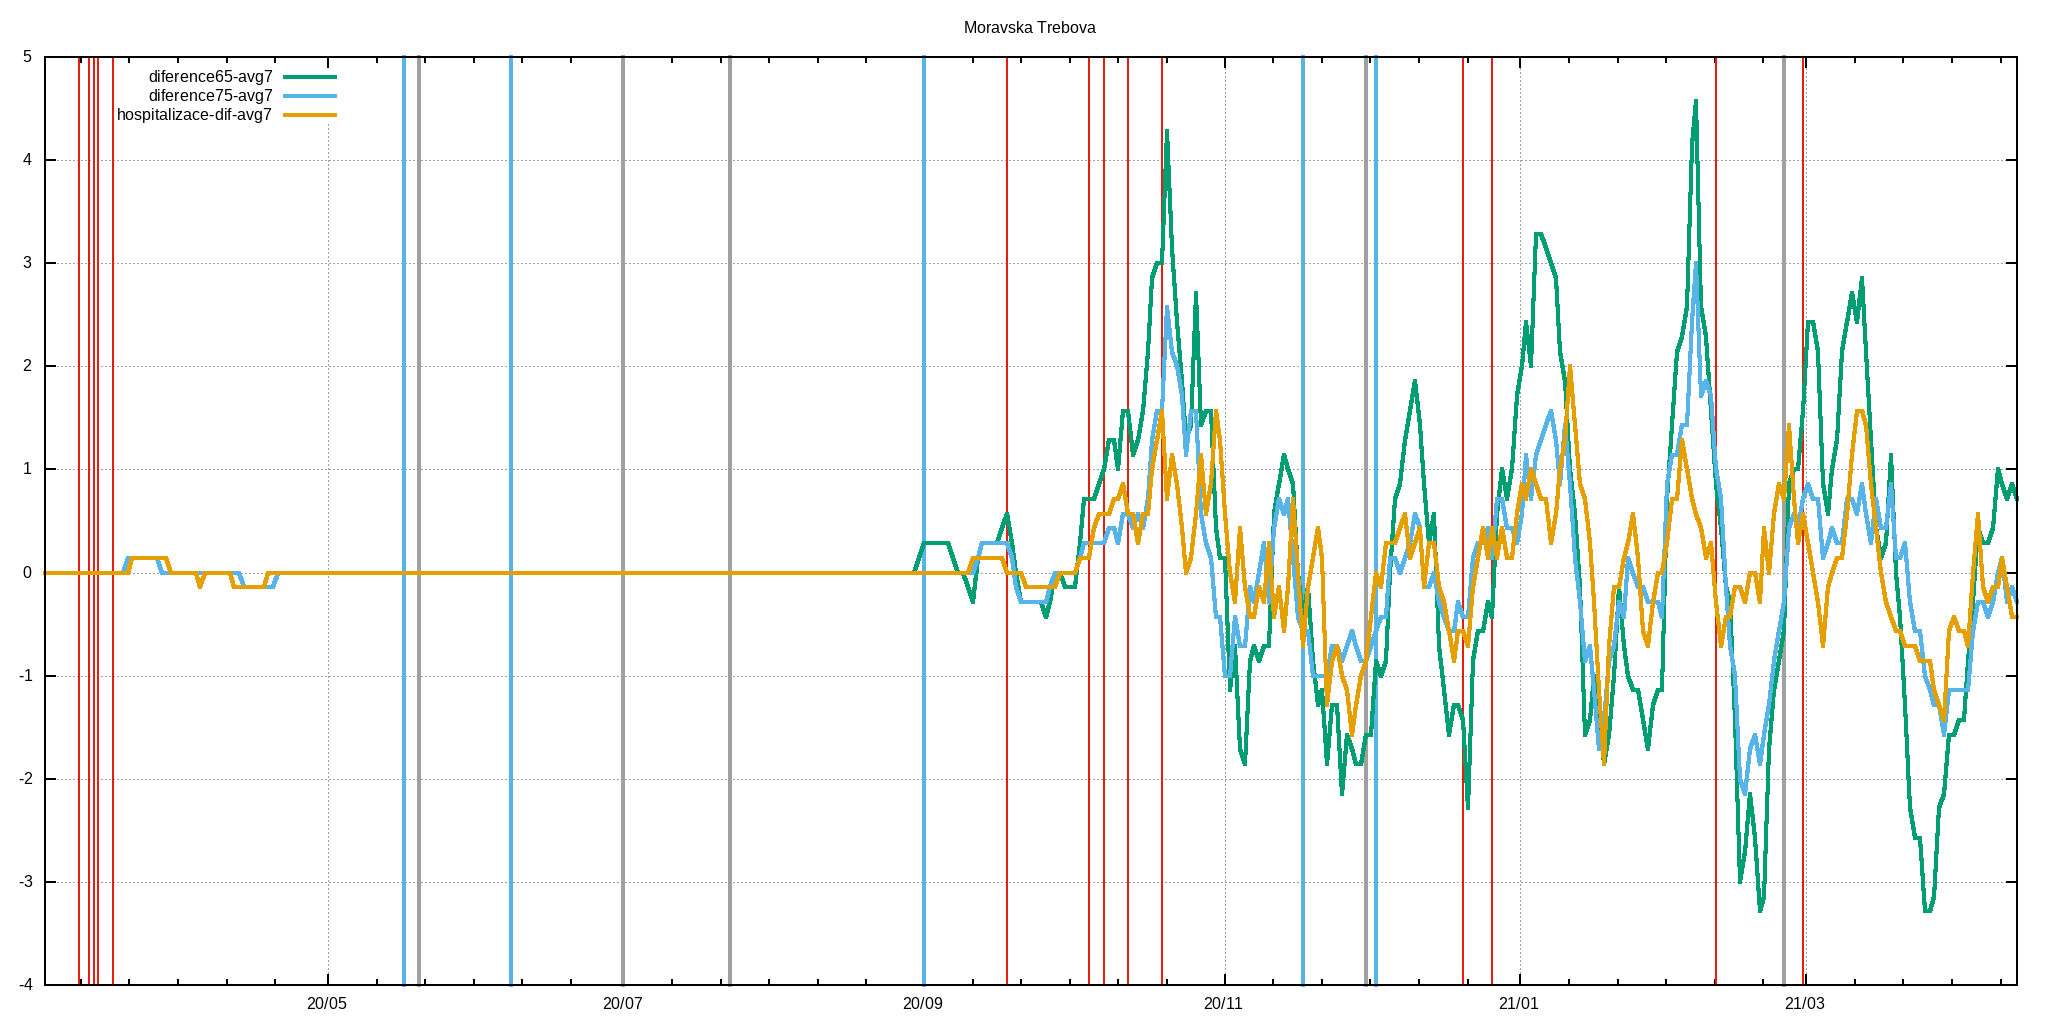 Moravska Trebova
diference65-avg7
diference75-avg7
hospitalizace-dif-avg7
5
4
3
2
1
0
-1
-2
-3
-4
20/05 20/07 20/09 20/11 21/01 21/03